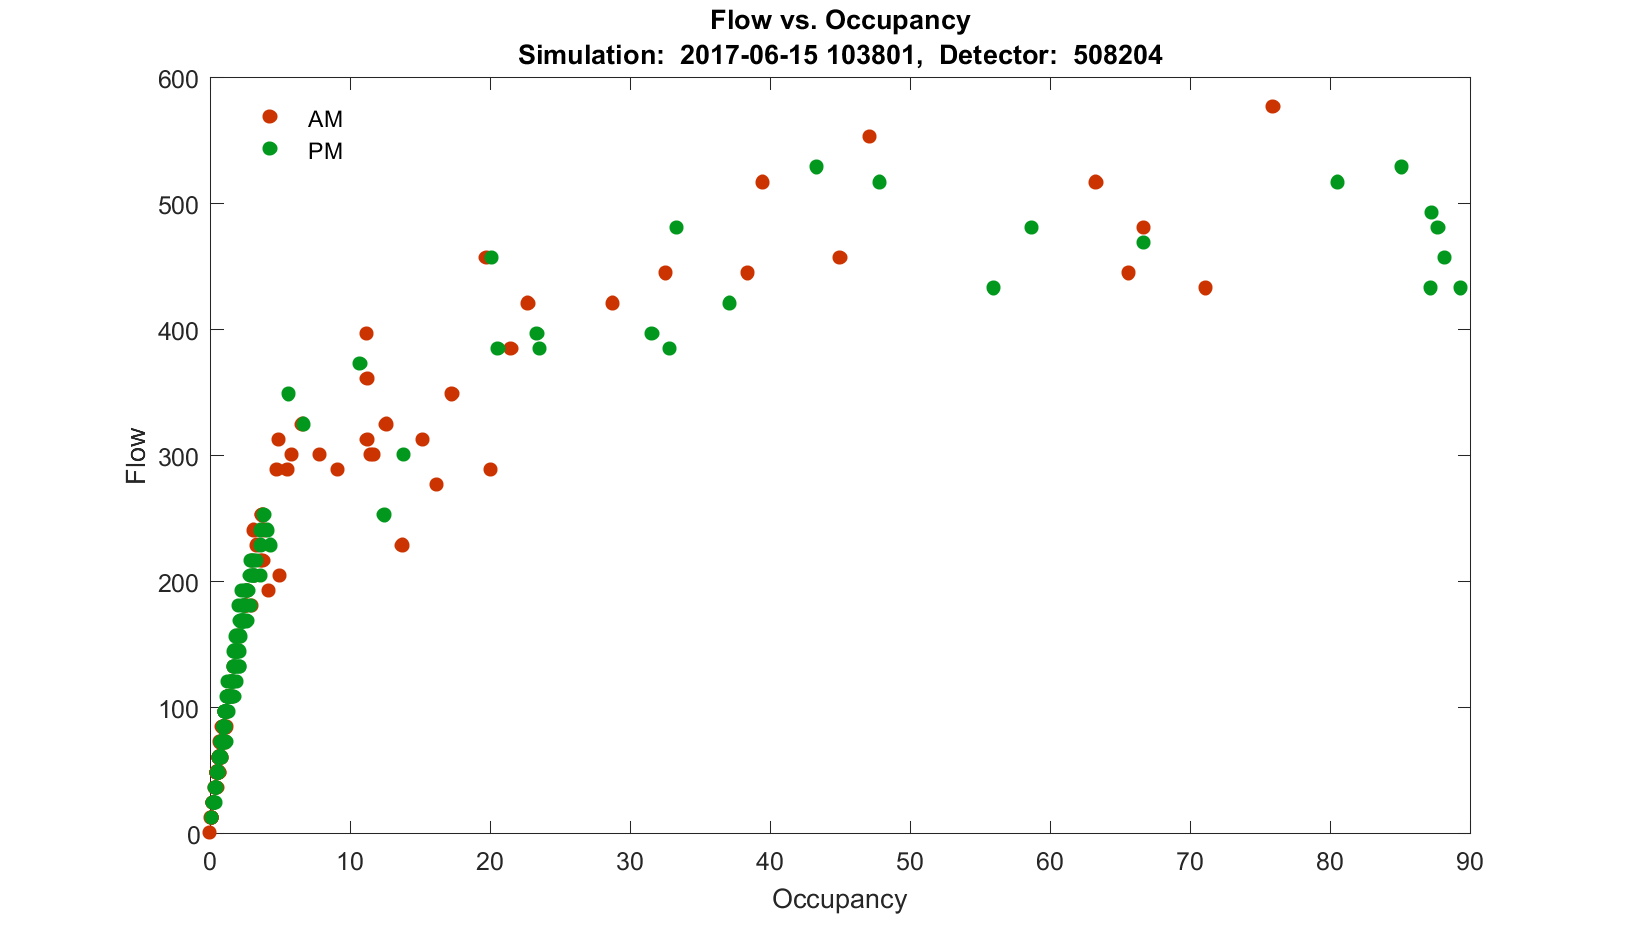 Flow vs. Occupancy
Simulation:  2017-06-15 103801,  Detector:  508204
600
500
400
300
200
100
0
AM
PM
Flow
0 10 20 30 40 50 60 70 80 90
Occupancy